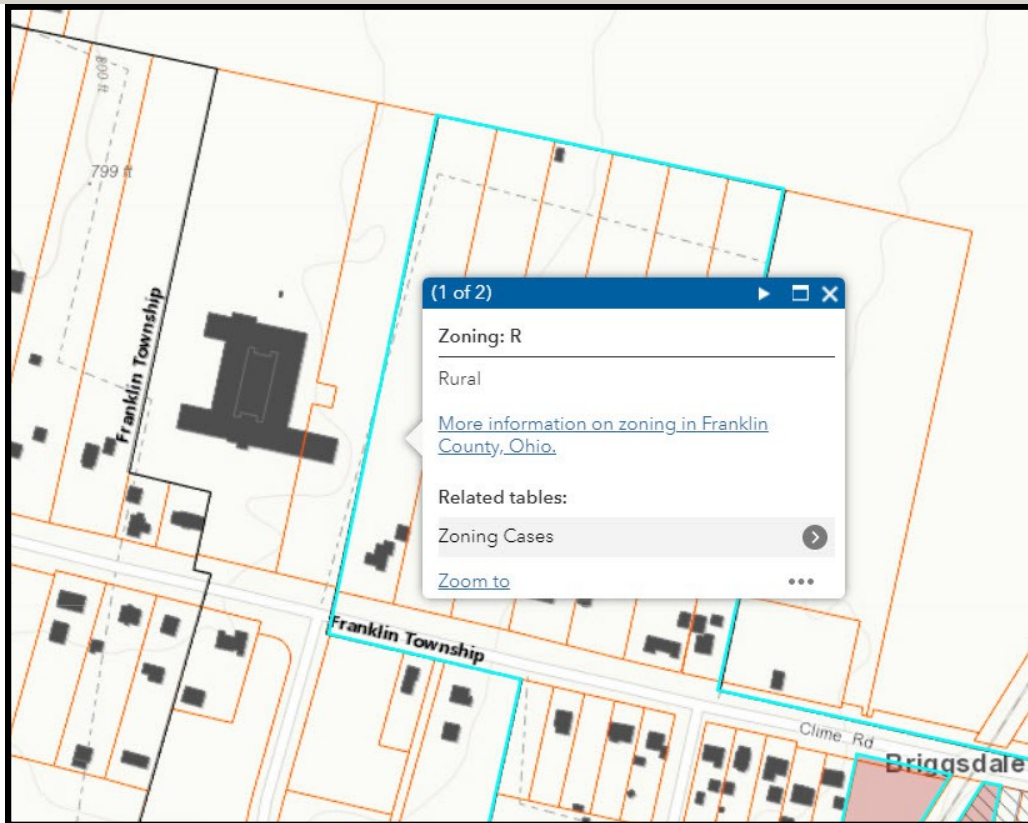 800 ft
799 ft
Franklin Township
(1 of 2)
Zoning: R
Rural
More information on zoning in Franklin
County, Ohio.
Related tables:
Zoning Cases
Zoom to
Franklin Township
Clime Rd
Briggsdale